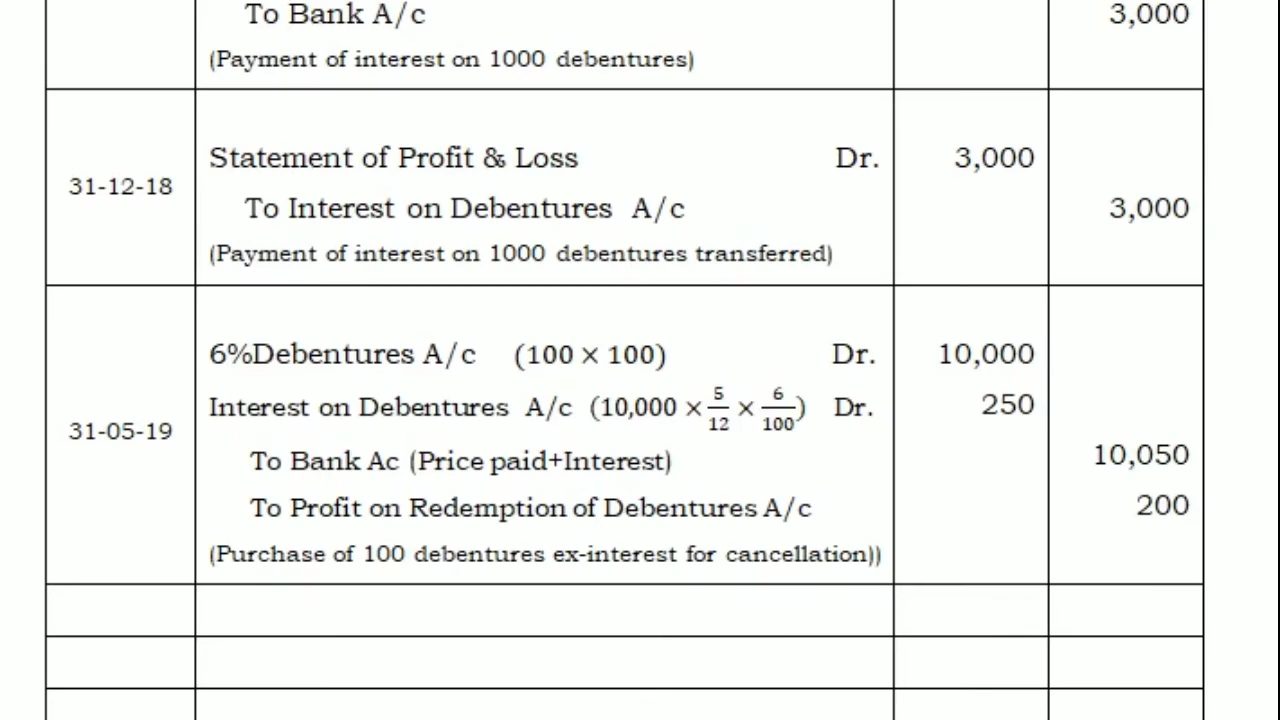 To Bank A/c 3,000
(Payment of interest on 1000 debentures)
31-12-18
Statement of Profit & Loss Dr. 3,000
To Interest on Debentures A/c 3,000
(Payment of interest on 1000 debentures transferred)
31-05-19
6%Debentures A/c (100 × 100) Dr. 10,000
Interest on Debentures A/c (10,000 × 5/12 × 6/100) Dr. 250
To Bank Ac (Price paid+Interest) 10,050
To Profit on Redemption of Debentures A/c 200
(Purchase of 100 debentures ex-interest for cancellation))